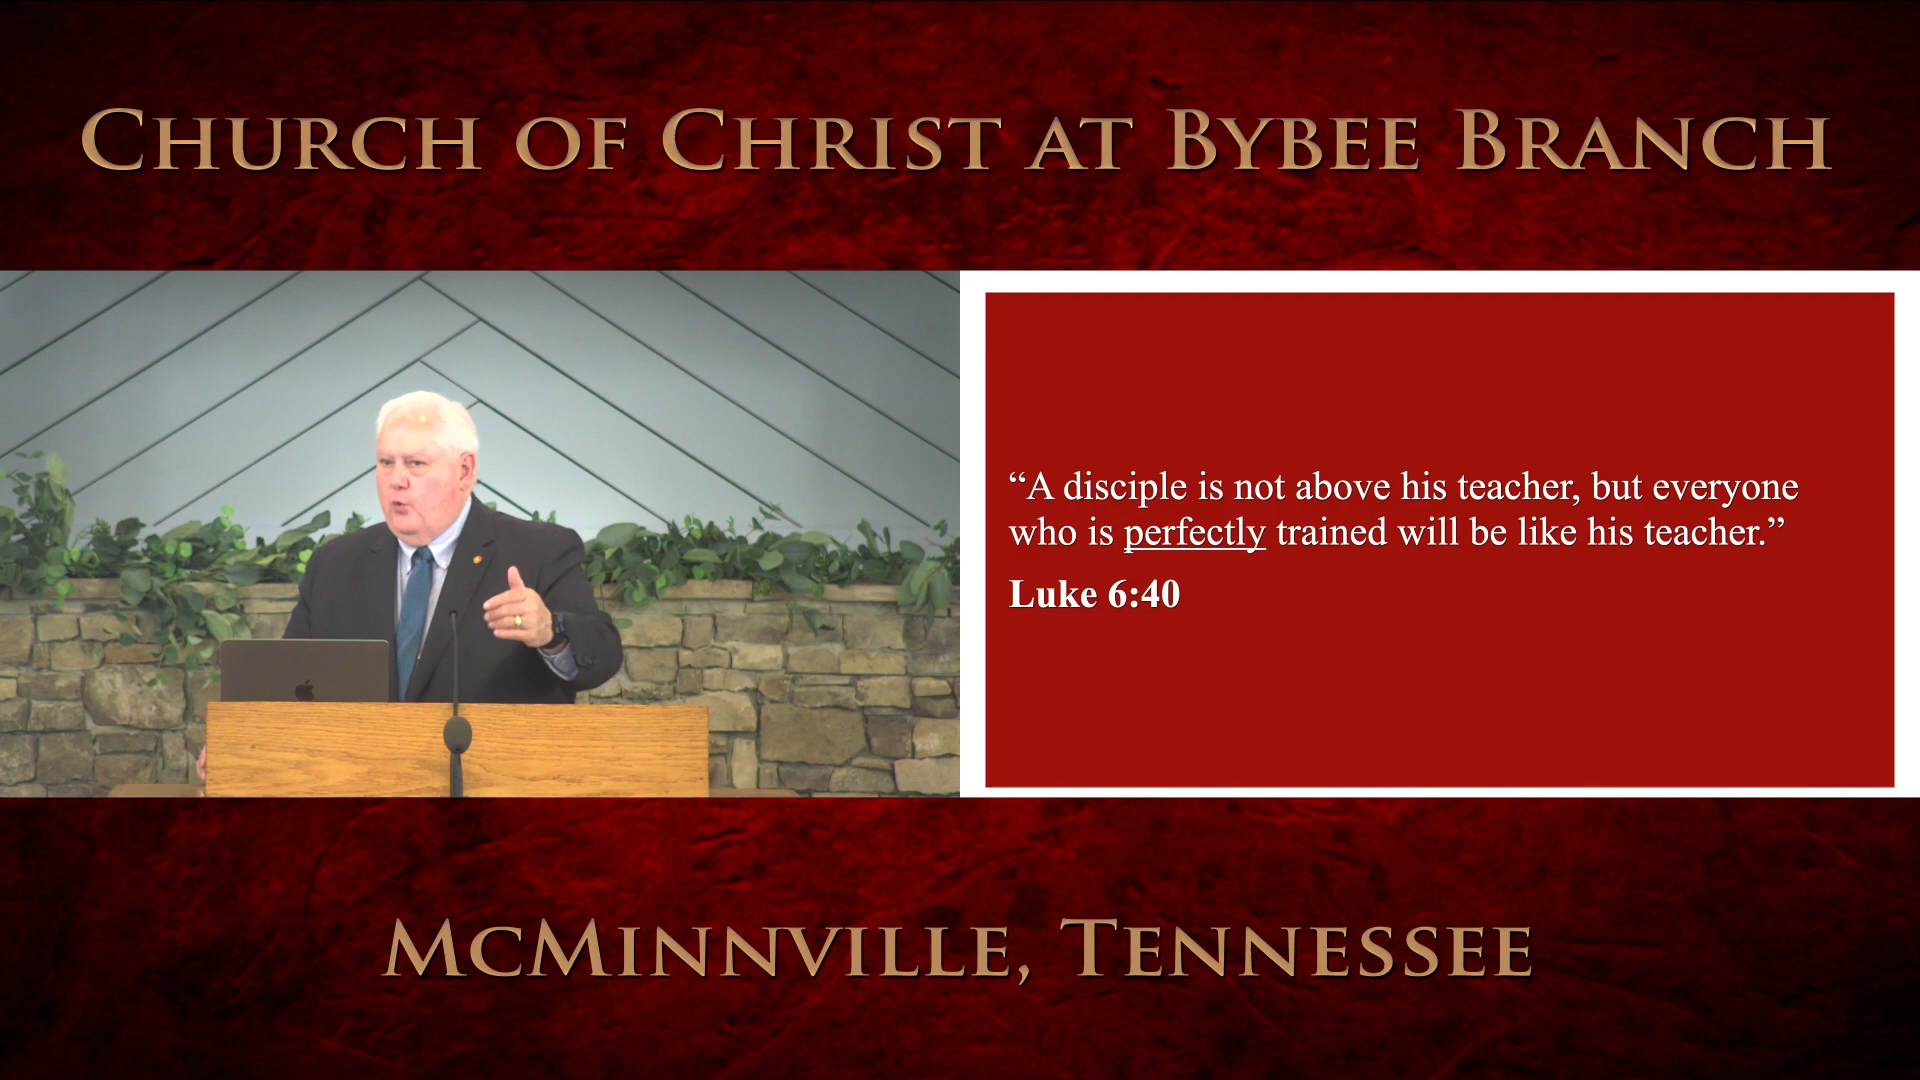 Church of Christ at Bybee Branch
“A disciple is not above his teacher, but everyone
who is perfectly trained will be like his teacher.”
Luke 6:40
McMinnville, Tennessee